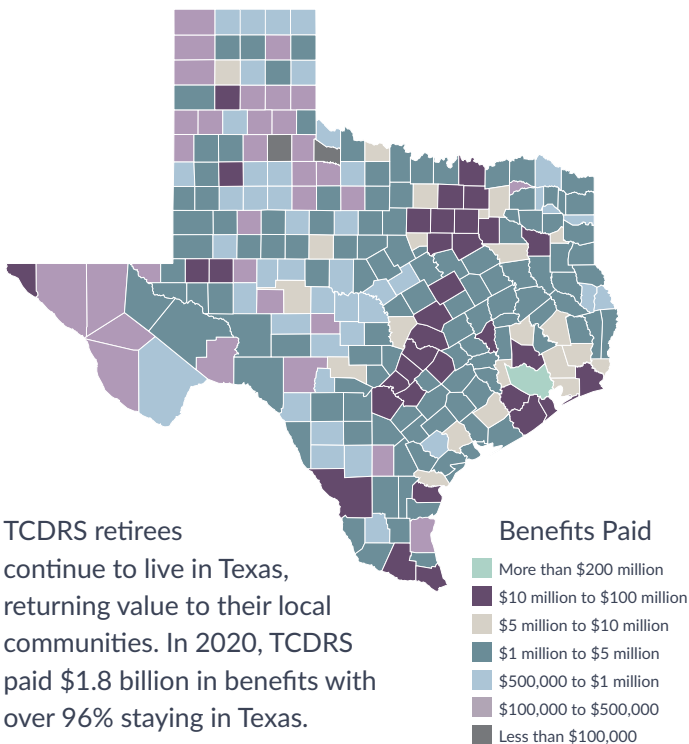 TCDRS retirees
continue to live in Texas,
returning value to their local
communities. In 2020, TCDRS
paid $1.8 billion in benefits with
over 96% staying in Texas.
Benefits Paid
More than $200 million
$10 million to $100 million
$5 million to $10 million
$1 million to $5 million
$500,000 to $1 million
$100,000 to $500,000
Less than $100,000